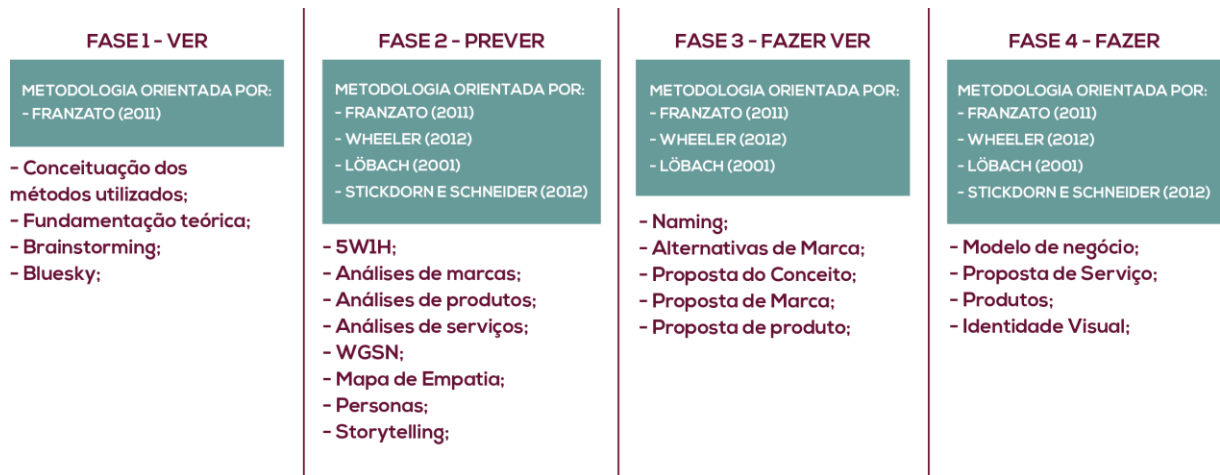 FASE 1 - VER
METODOLOGIA ORIENTADA POR:
- FRANZATO (2011)
- Conceituação dos
métodos utilizados;
- Fundamentação teórica;
- Brainstorming;
- Bluesky;
FASE 2 - PREVER
METODOLOGIA ORIENTADA POR:
- FRANZATO (2011)
- WHEELER (2012)
- LÖBACH (2001)
- STICKDORN E SCHNEIDER (2012)
- 5W1H;
- Análises de marcas;
- Análises de produtos;
- Análises de serviços;
- WGSN;
- Mapa de Empatia;
- Personas;
- Storytelling;
FASE 3 - FAZER VER
METODOLOGIA ORIENTADA POR:
- FRANZATO (2011)
- WHEELER (2012)
- LÖBACH (2001)
- Naming;
- Alternativas de Marca;
- Proposta do Conceito;
- Proposta de Marca;
- Proposta de produto;
FASE 4 - FAZER
METODOLOGIA ORIENTADA POR:
- FRANZATO (2011)
- WHEELER (2012)
- LÖBACH (2001)
- STICKDORN E SCHNEIDER (2012)
- Modelo de negócio;
- Proposta de Serviço;
- Produtos;
- Identidade Visual;